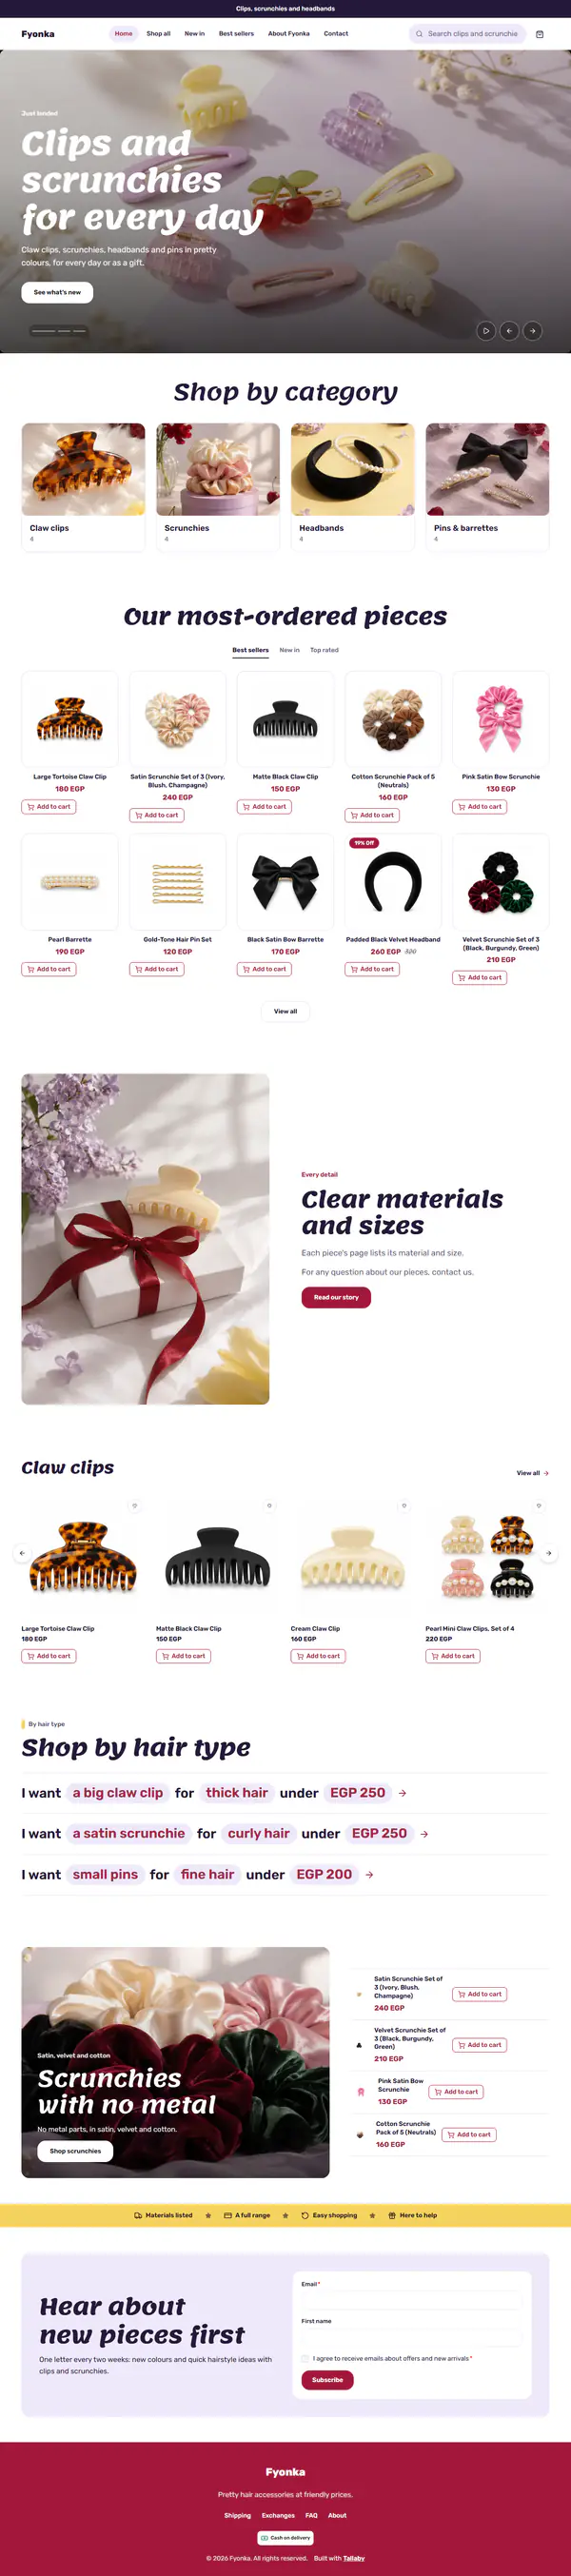 Clips, scrunchies and headbands
Fyonka
Home
Shop all
New in
Best sellers
About Fyonka
Contact
Search clips and scrunchie
Just landed
Clips and
scrunchies
for every day
Claw clips, scrunchies, headbands and pins in pretty
colours, for every day or as a gift.
See what's new
Shop by category
Claw clips
4
Scrunchies
4
Headbands
4
Pins & barrettes
4
Our most-ordered pieces
Best sellers
New in
Top rated
Large Tortoise Claw Clip
180 EGP
Add to cart
Satin Scrunchie Set of 3 (Ivory,
Blush, Champagne)
240 EGP
Add to cart
Matte Black Claw Clip
150 EGP
Add to cart
Cotton Scrunchie Pack of 5
(Neutrals)
160 EGP
Add to cart
Pink Satin Bow Scrunchie
130 EGP
Add to cart
Pearl Barrette
190 EGP
Add to cart
Gold-Tone Hair Pin Set
120 EGP
Add to cart
Black Satin Bow Barrette
170 EGP
Add to cart
19% Off
Padded Black Velvet Headband
260 EGP 320
Add to cart
Velvet Scrunchie Set of 3
(Black, Burgundy, Green)
210 EGP
Add to cart
View all
Every detail
Clear materials
and sizes
Each piece's page lists its material and size.
For any question about our pieces, contact us.
Read our story
Claw clips
View all
Large Tortoise Claw Clip
180 EGP
Add to cart
Matte Black Claw Clip
150 EGP
Add to cart
Cream Claw Clip
160 EGP
Add to cart
Pearl Mini Claw Clips, Set of 4
220 EGP
Add to cart
By hair type
Shop by hair type
I want a big claw clip for thick hair under EGP 250
I want a satin scrunchie for curly hair under EGP 250
I want small pins for fine hair under EGP 200
Satin, velvet and cotton
Scrunchies
with no metal
No metal parts, in satin, velvet and cotton.
Shop scrunchies
Satin Scrunchie Set of
3 (Ivory, Blush,
Champagne)
240 EGP
Add to cart
Velvet Scrunchie Set of
3 (Black, Burgundy,
Green)
210 EGP
Add to cart
Pink Satin Bow
Scrunchie
130 EGP
Add to cart
Cotton Scrunchie
Pack of 5 (Neutrals)
160 EGP
Add to cart
Materials listed
A full range
Easy shopping
Here to help
Hear about
new pieces first
One letter every two weeks: new colours and quick hairstyle ideas with
clips and scrunchies.
Email*
First name
I agree to receive emails about offers and new arrivals*
Subscribe
Fyonka
Pretty hair accessories at friendly prices.
Shipping
Exchanges
FAQ
About
Cash on delivery
© 2026 Fyonka. All rights reserved. Built with Tallaby